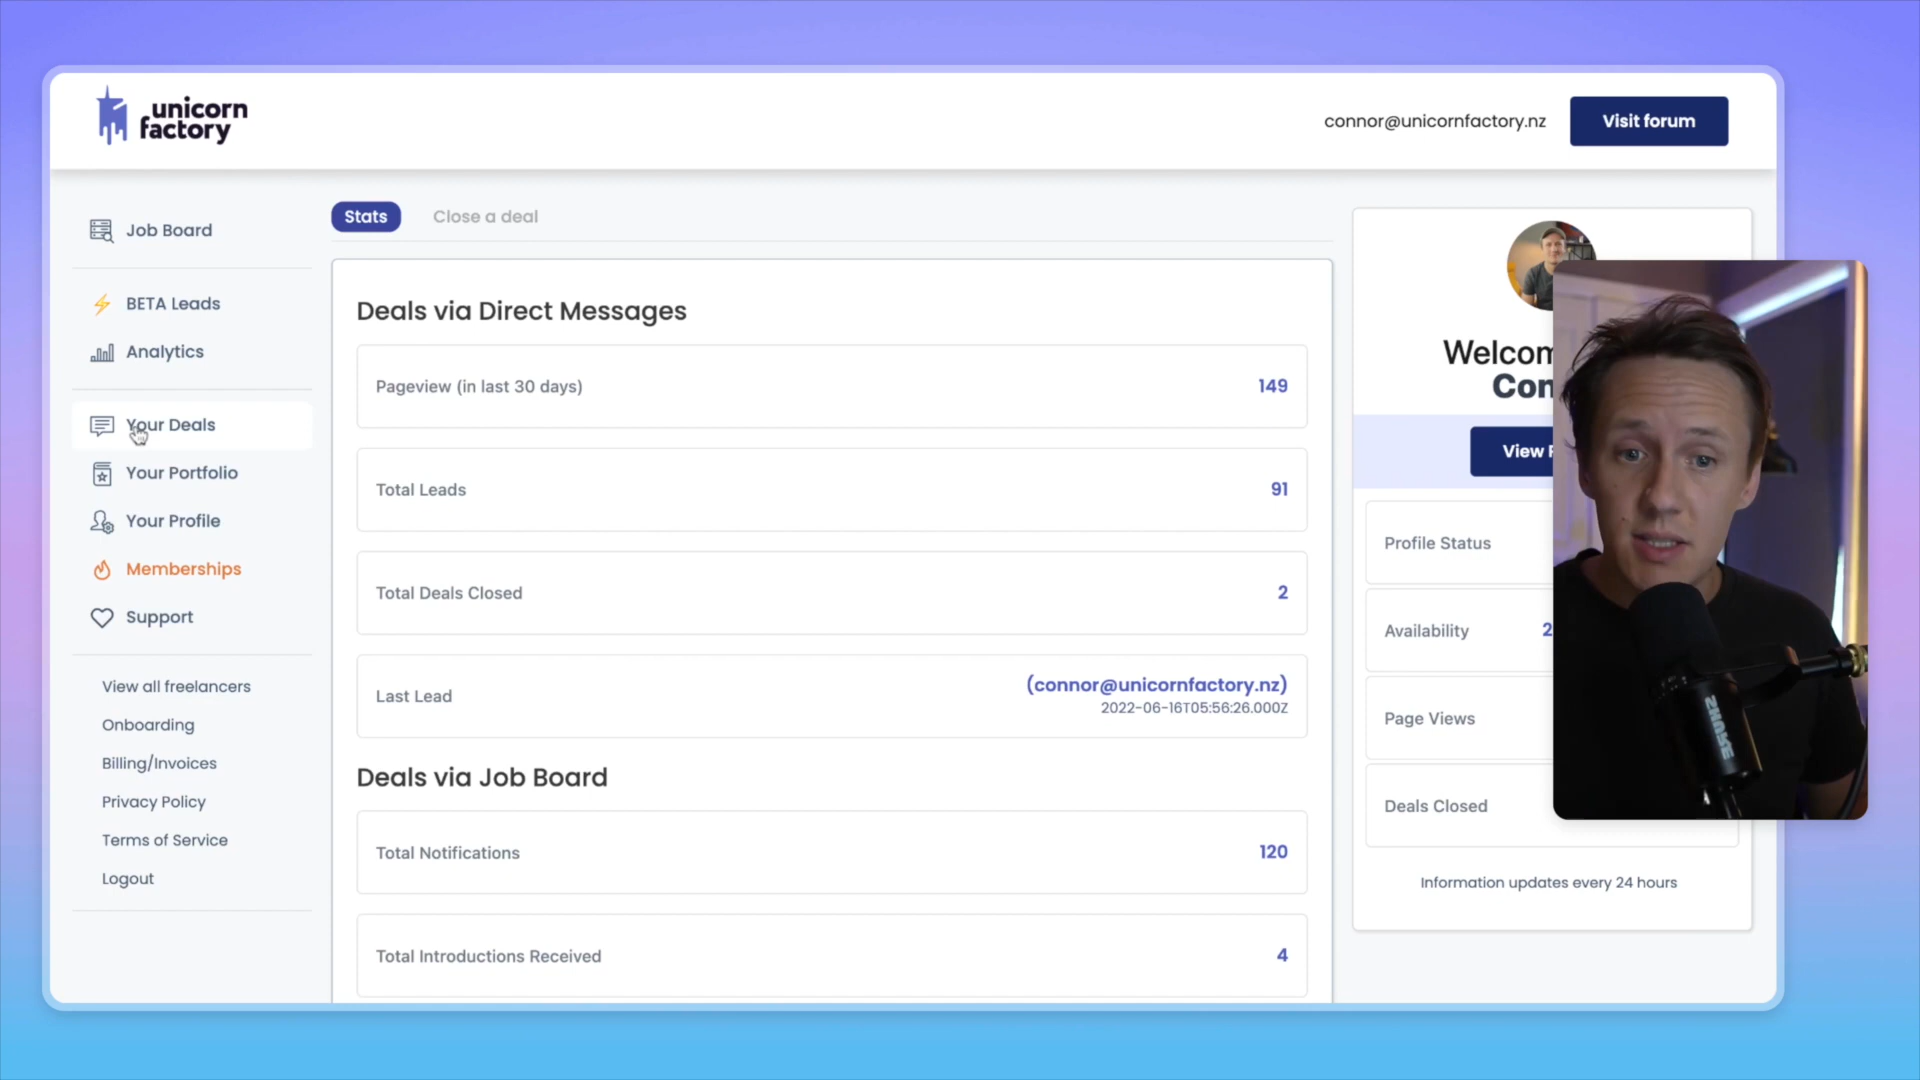 unicorn
factory
connor@unicornfactory.nz
Visit forum
Job Board
BETA Leads
Analytics
Your Deals
Your Portfolio
Your Profile
Memberships
Support
View all freelancers
Onboarding
Billing/Invoices
Privacy Policy
Terms of Service
Logout
Stats
Close a deal
Deals via Direct Messages
Pageview (in last 30 days)
149
Total Leads
91
Total Deals Closed
2
Last Lead
(connor@unicornfactory.nz)
2022-06-16T05:56:26.000Z
Deals via Job Board
Total Notifications
120
Total Introductions Received
4
Welcom
Con
View
Profile Status
Availability
2
Page Views
Deals Closed
Information updates every 24 hours